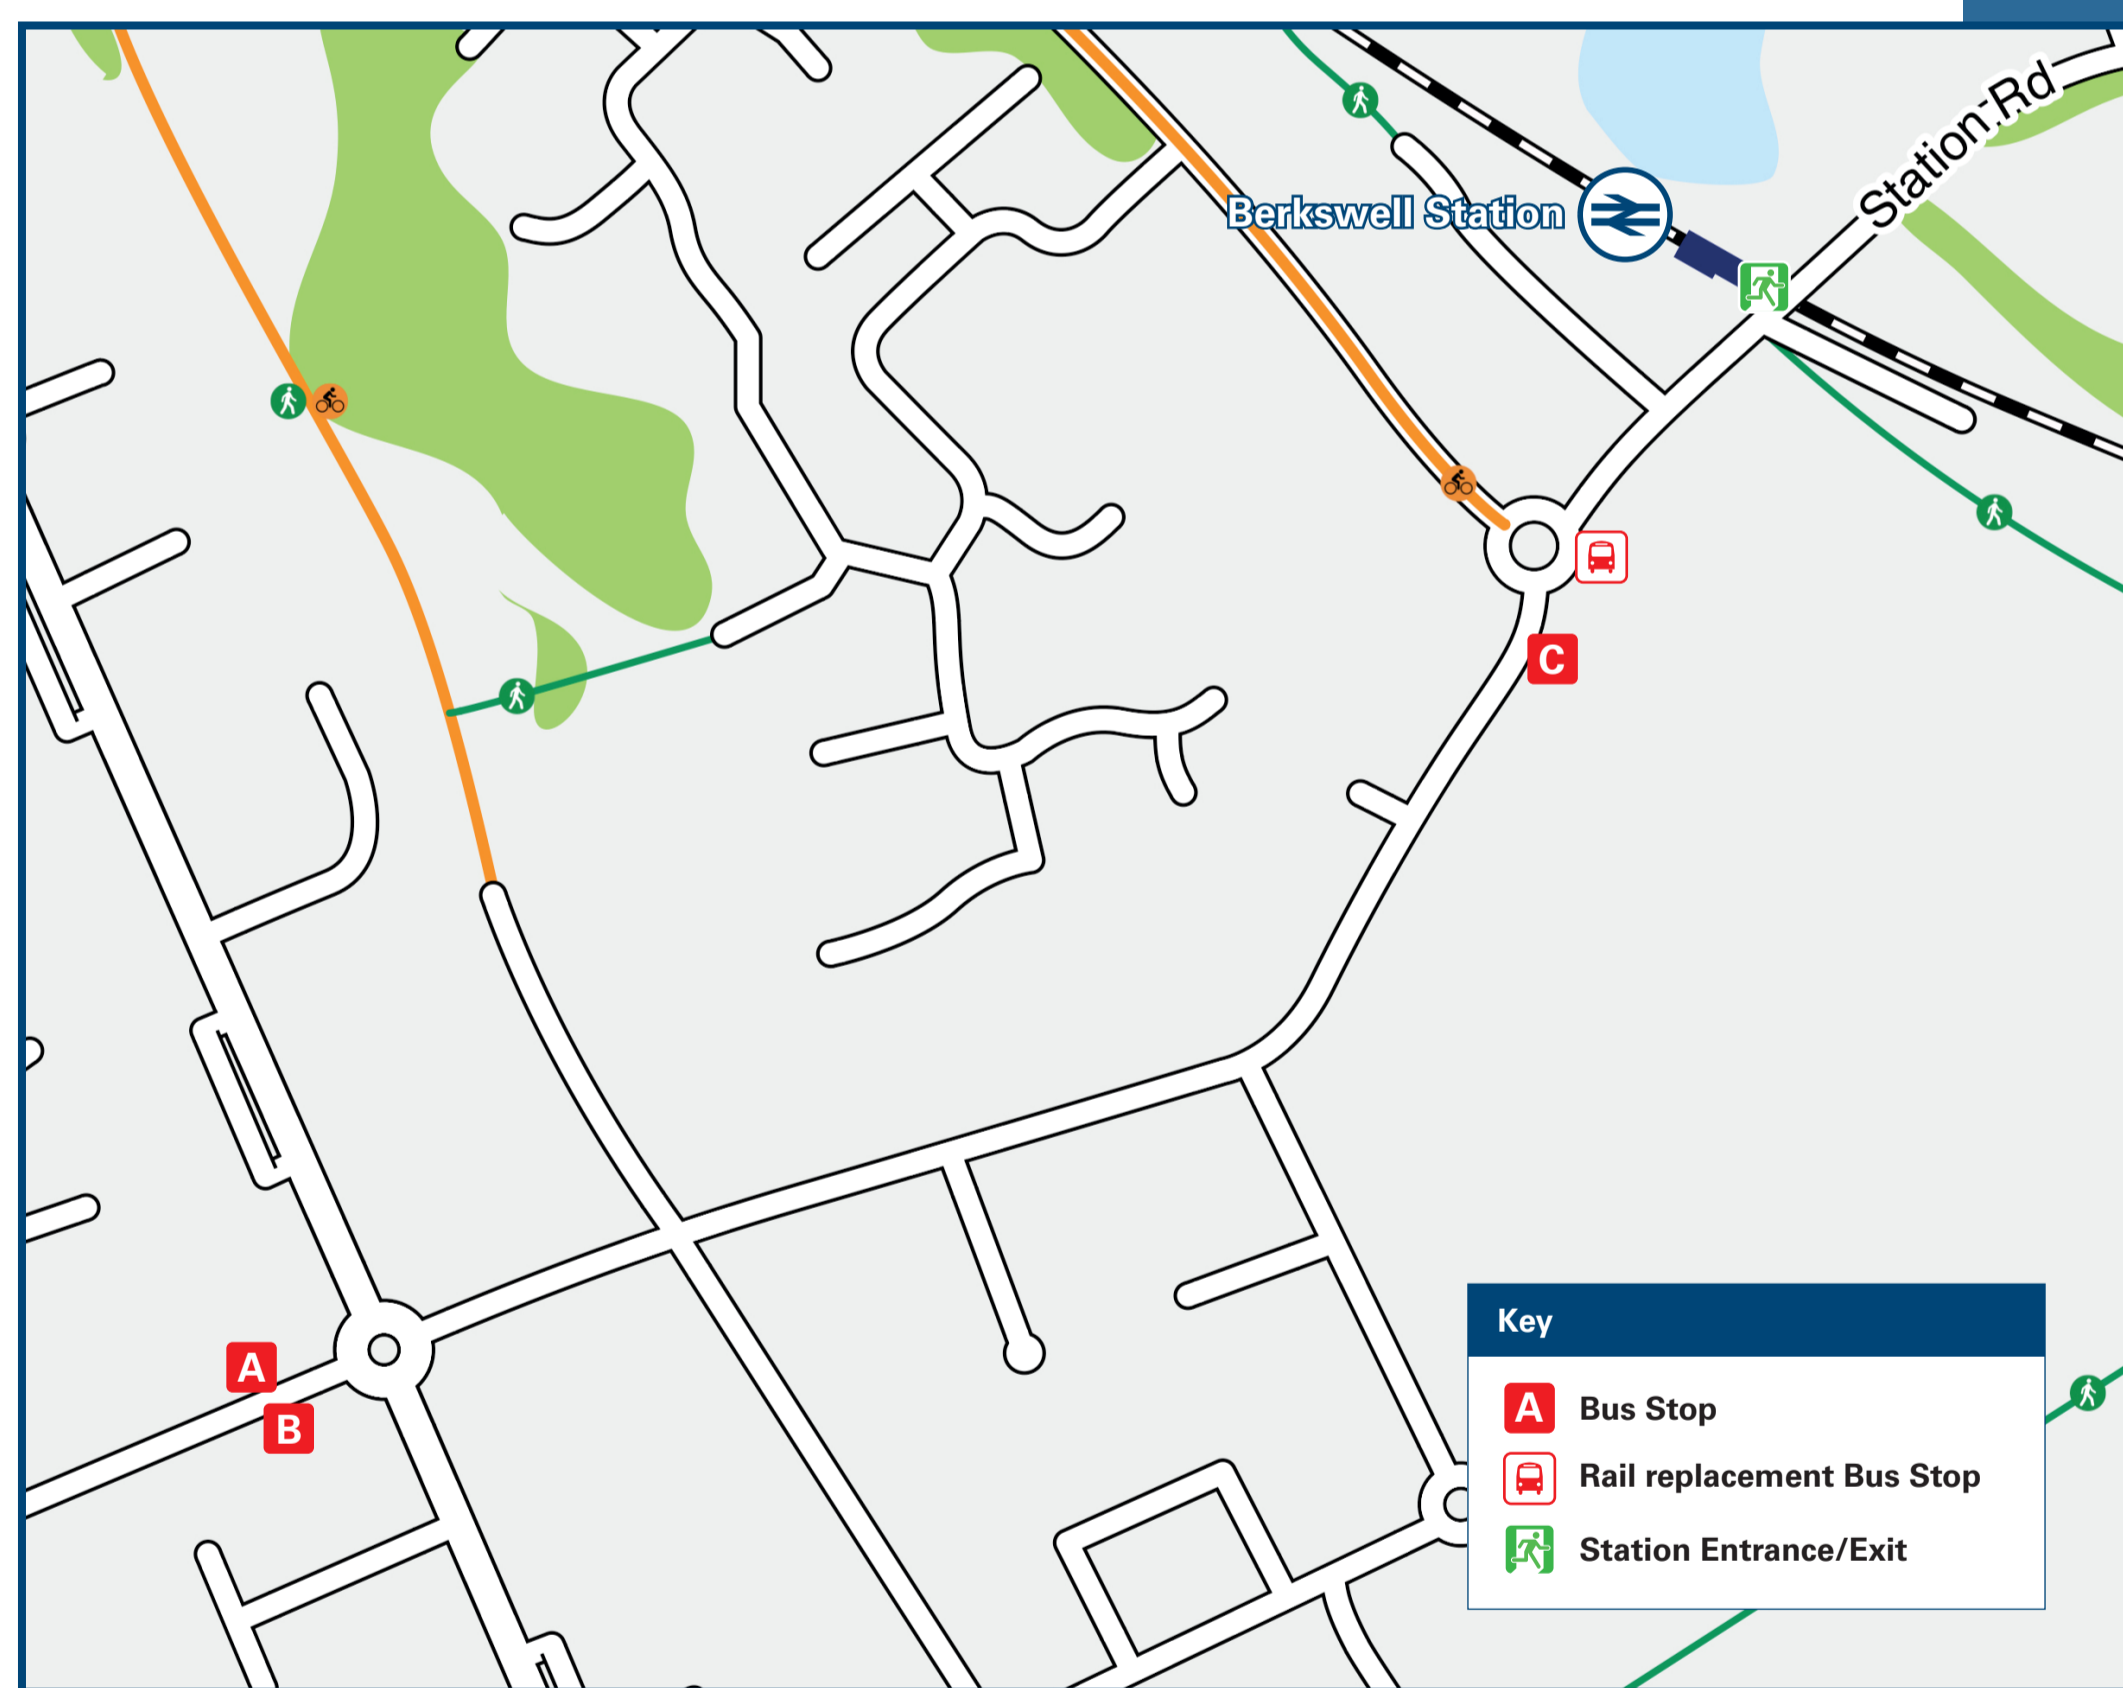 Station Rd
Berkswell Station
C
A
B
Key
A Bus Stop
Rail replacement Bus Stop
Station Entrance/Exit